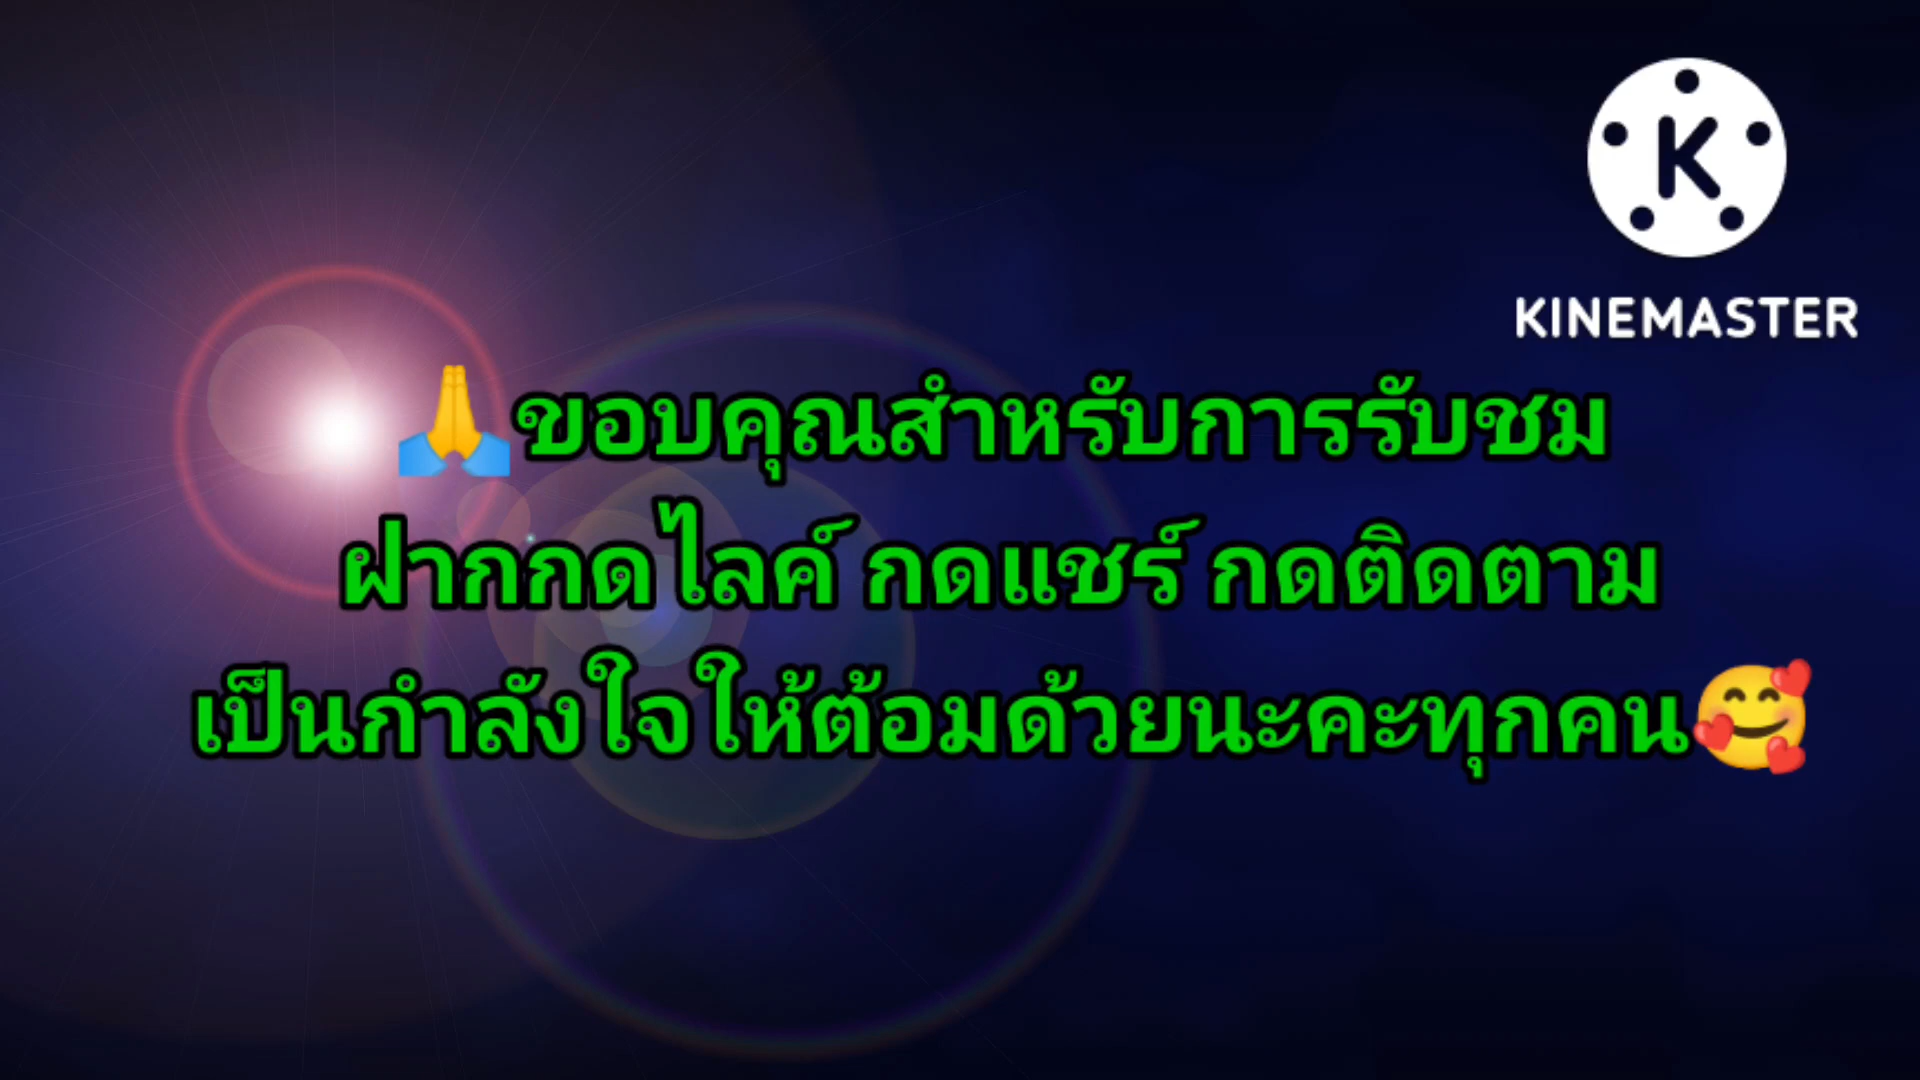 K
KINEMASTER
🙏ขอบคุณสำหรับการรับชม
ฝากกดไลค์ กดแชร์ กดติดตาม
เป็นกำลังใจให้ต้อมด้วยนะคะทุกคน🥰